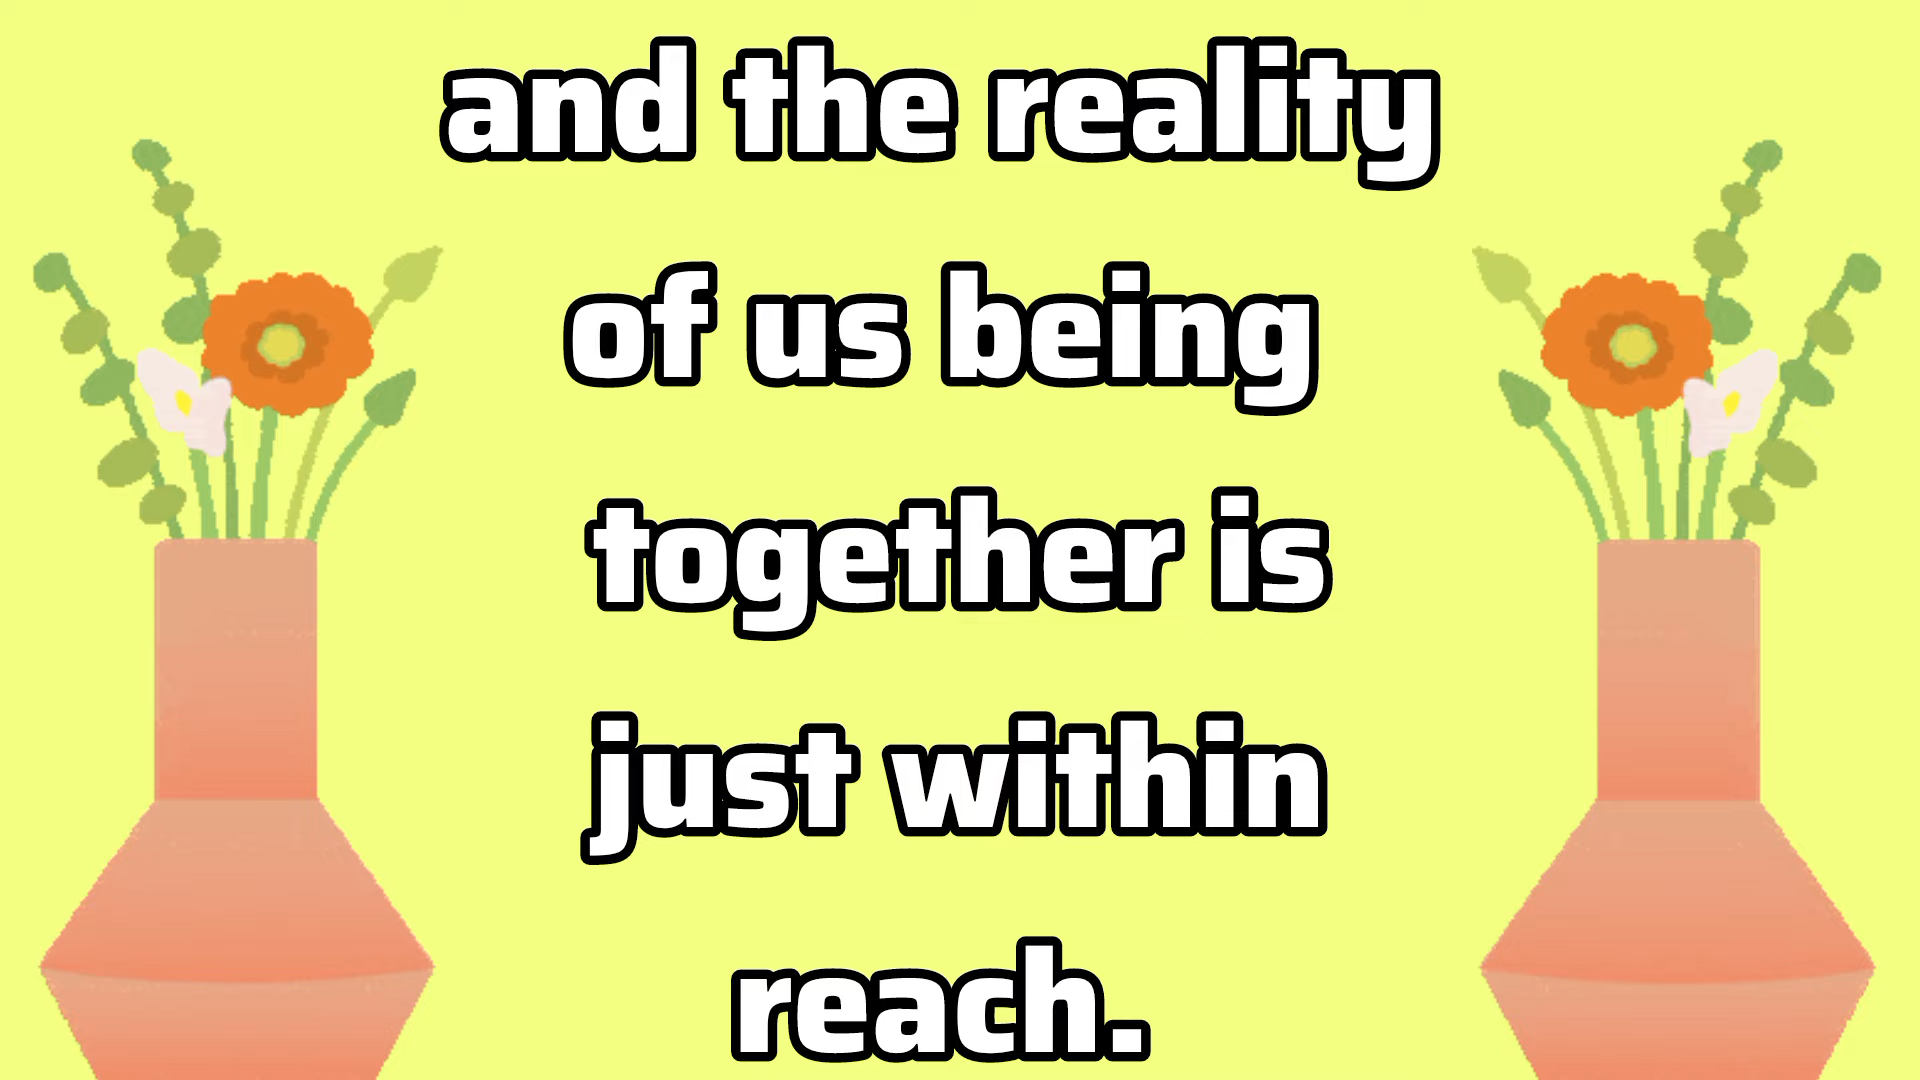 and the reality
of us being
together is
just within
reach.